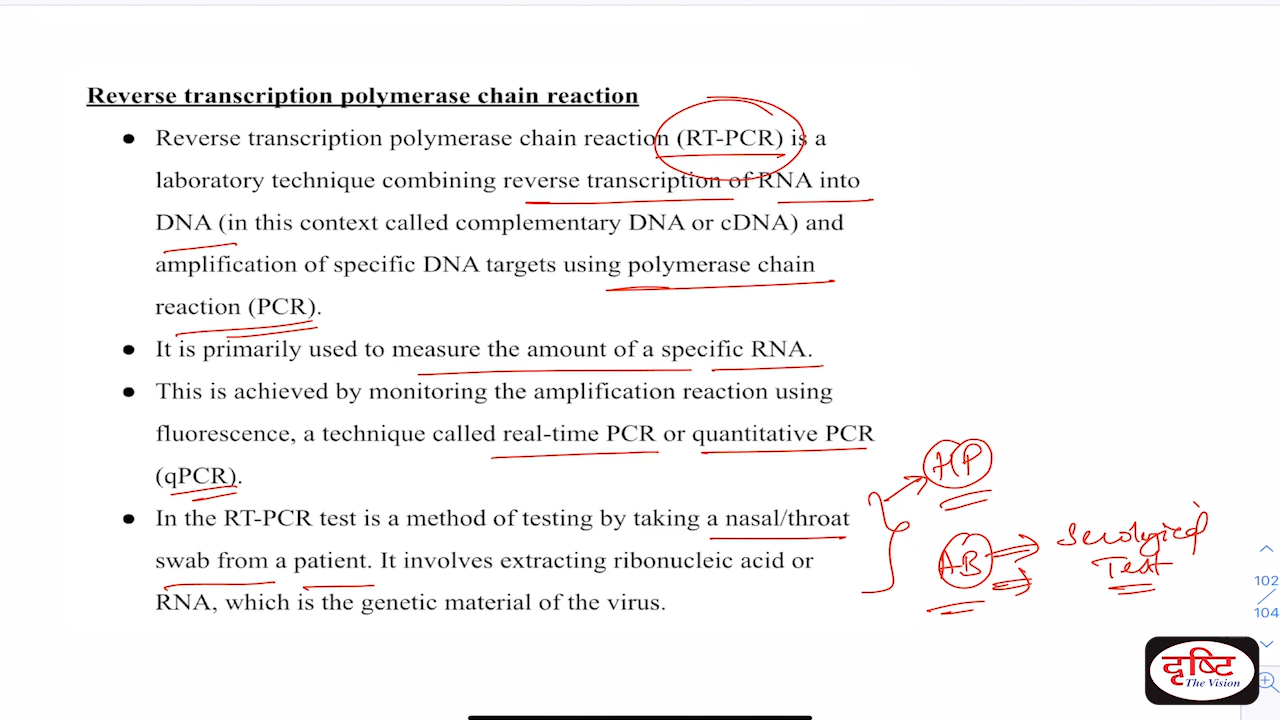 Reverse transcription polymerase chain reaction
● Reverse transcription polymerase chain reaction (RT-PCR) is a
laboratory technique combining reverse transcription of RNA into
DNA (in this context called complementary DNA or cDNA) and
amplification of specific DNA targets using polymerase chain
reaction (PCR).
● It is primarily used to measure the amount of a specific RNA.
● This is achieved by monitoring the amplification reaction using
fluorescence, a technique called real-time PCR or quantitative PCR
(qPCR).
● In the RT-PCR test is a method of testing by taking a nasal/throat
swab from a patient. It involves extracting ribonucleic acid or
RNA, which is the genetic material of the virus.
AB
Test
102
104
दृष्टि
The Vision